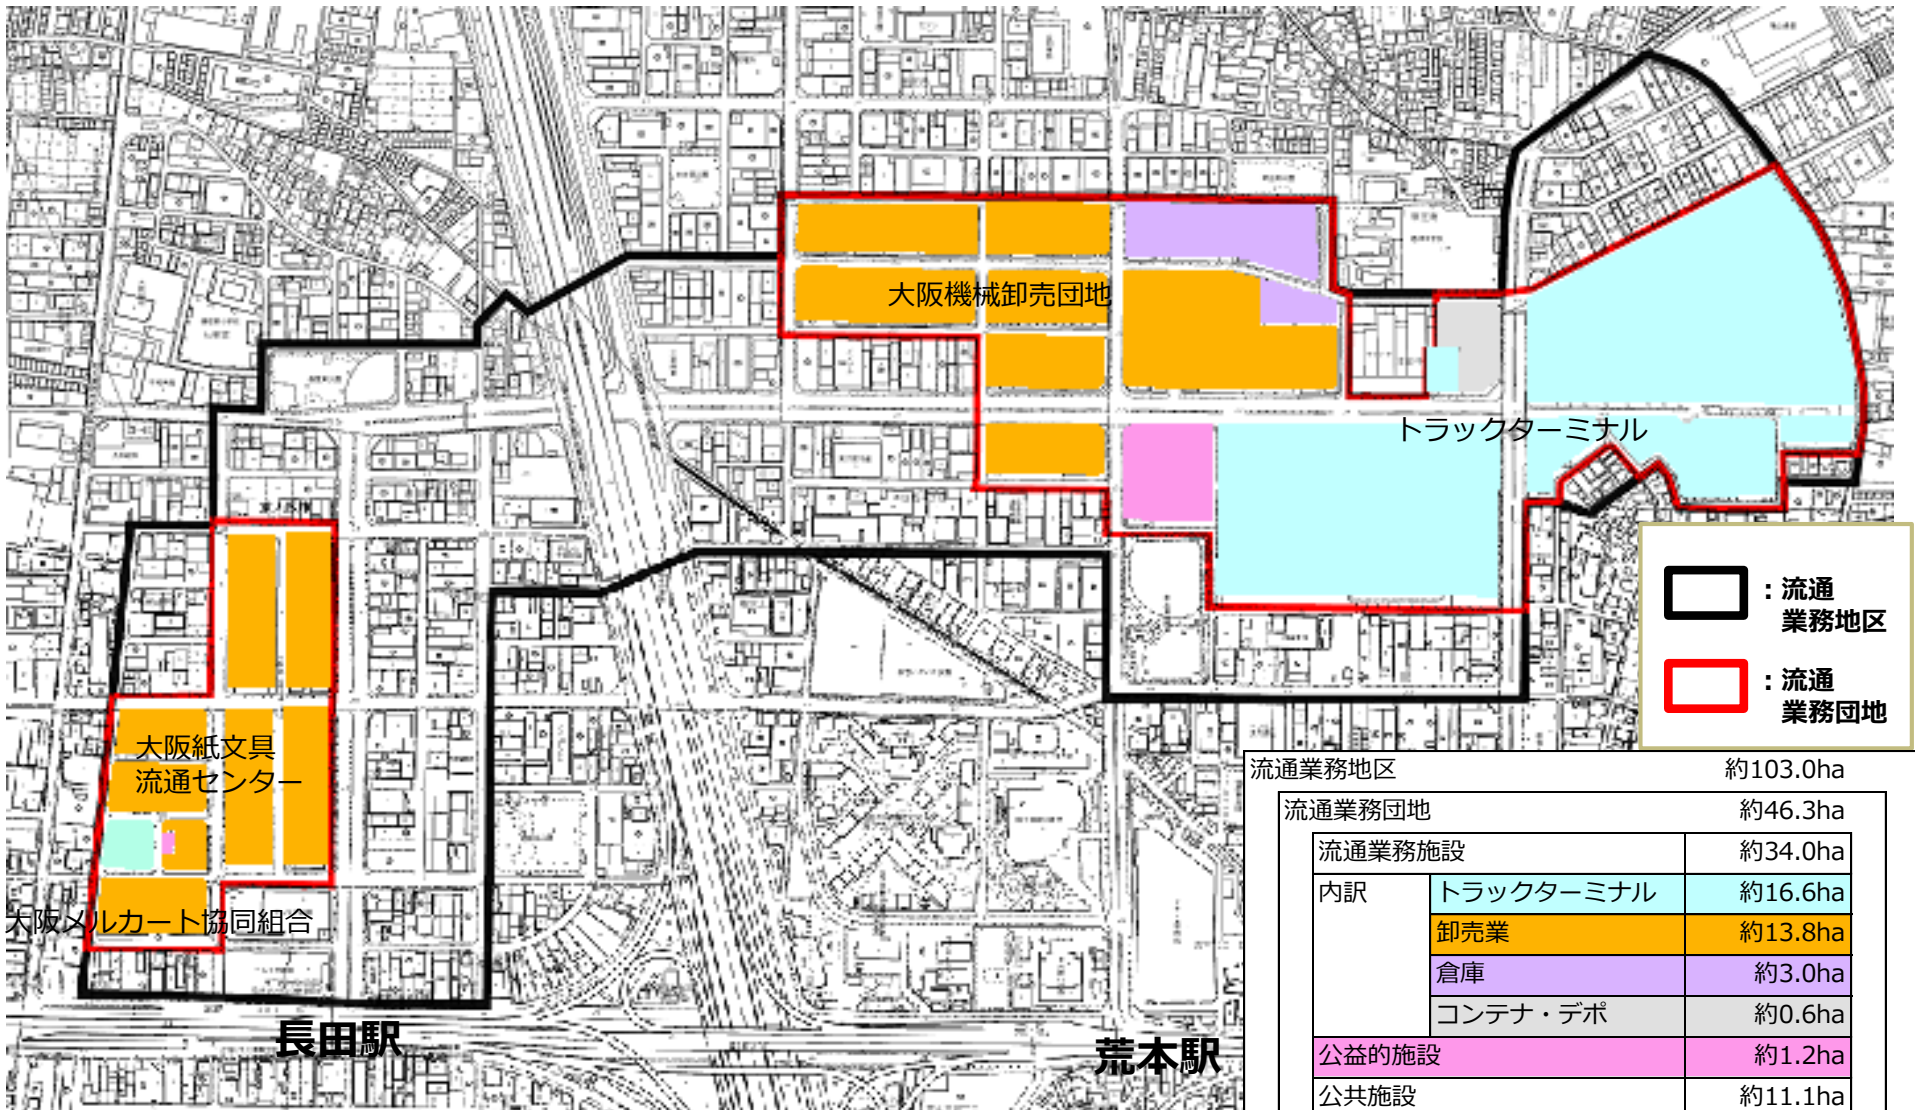 大阪機械卸売団地
トラックターミナル
大阪紙文具
流通センター
大阪メルカート協同組合
長田駅
荒本駅
：流通
業務地区
：流通
業務団地
流通業務地区 約103.0ha
流通業務団地 約46.3ha
流通業務施設 約34.0ha
内訳 トラックターミナル 約16.6ha
卸売業 約13.8ha
倉庫 約3.0ha
コンテナ・デポ 約0.6ha
公益的施設 約1.2ha
公共施設 約11.1ha